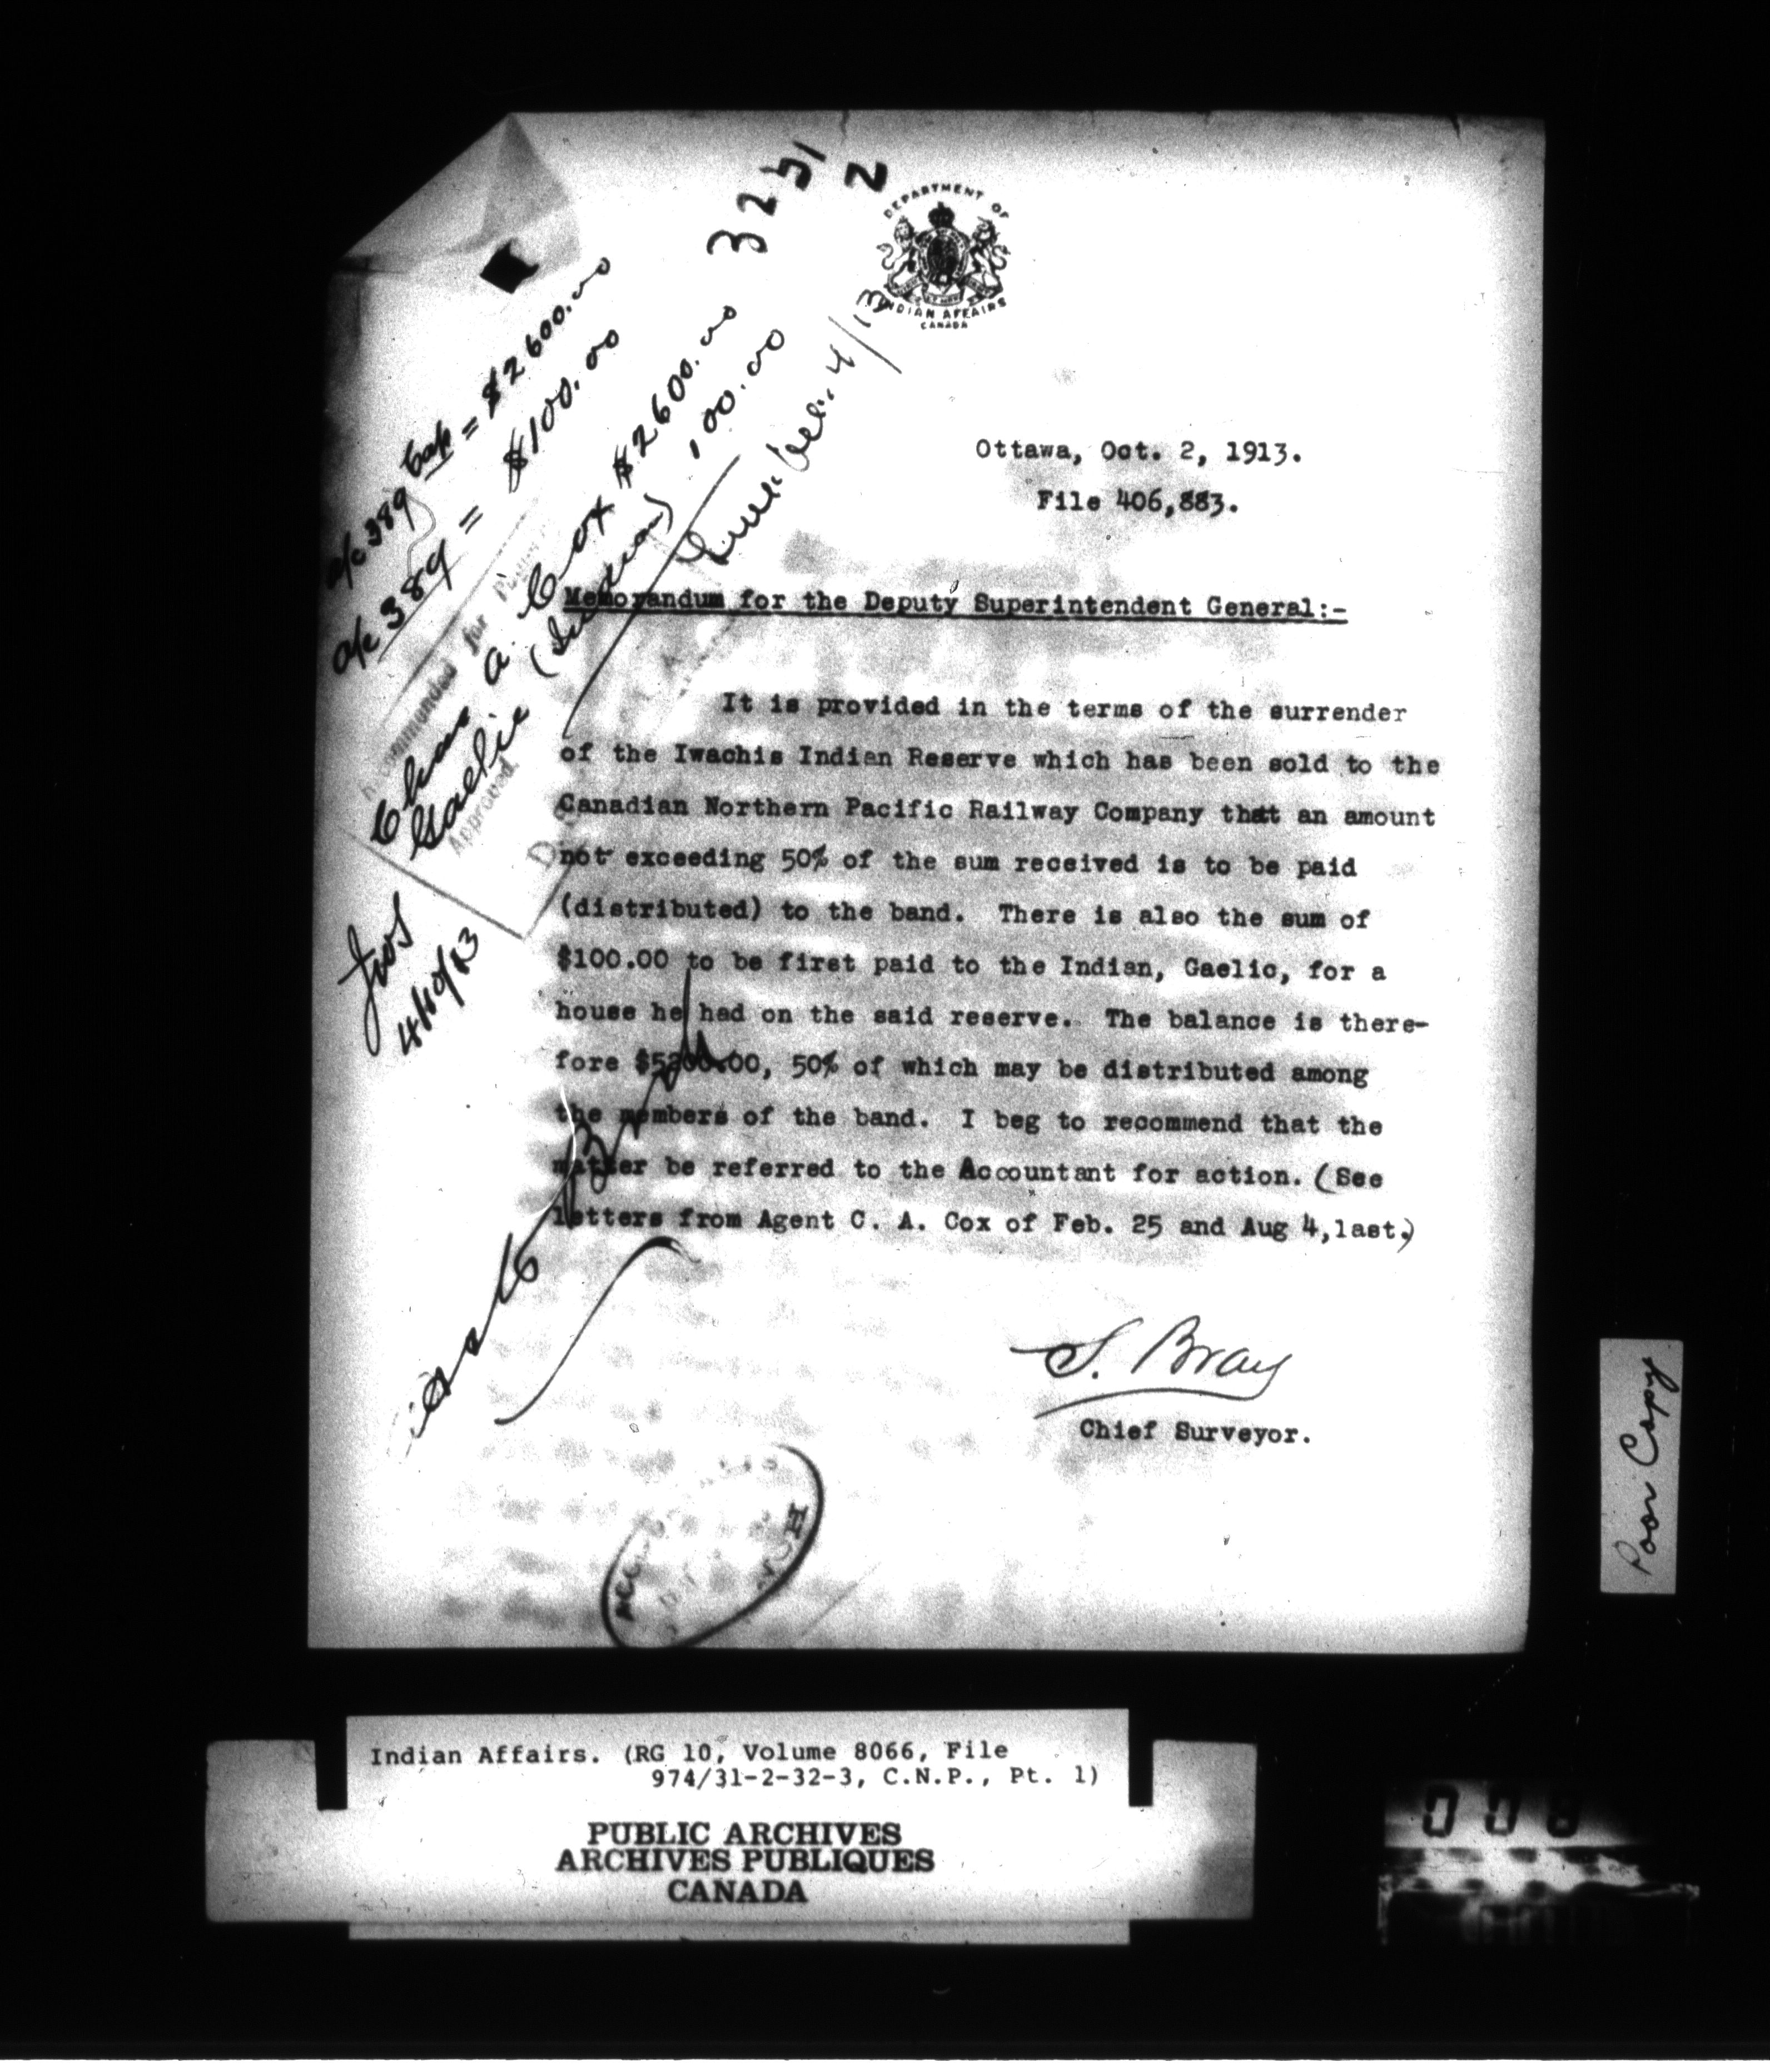 3251
2
DEPARTMENT OF
INDIAN AFFAIRS
CANADA
a/c 389 Cap = $2600.00
a/c 389 = $100.00
Chas A. Cox $2600.00
Gaelic (Indian) 100.00
Recommended for
Approved.
4/10/13
Ottawa, Oct. 2, 1913.
File 406,883.
Memorandum for the Deputy Superintendent General:-
It is provided in the terms of the surrender
of the Iwachis Indian Reserve which has been sold to the
Canadian Northern Pacific Railway Company that an amount
not exceeding 50% of the sum received is to be paid
(distributed) to the band. There is also the sum of
$100.00 to be first paid to the Indian, Gaelic, for a
house he had on the said reserve. The balance is there-
fore $5200.00, 50% of which may be distributed among
the members of the band. I beg to recommend that the
matter be referred to the Accountant for action. (See
letters from Agent C. A. Cox of Feb. 25 and Aug 4, last.)
S. Bray
Chief Surveyor.
Poor Copy
Indian Affairs. (RG 10, Volume 8066, File
974/31-2-32-3, C.N.P., Pt. 1)
PUBLIC ARCHIVES
ARCHIVES PUBLIQUES
CANADA